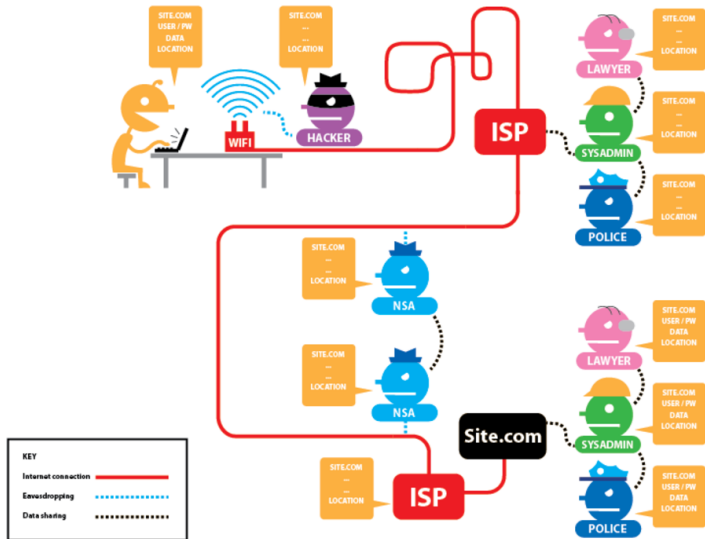 SITE.COM
USER / PW
DATA
LOCATION
SITE.COM
...
...
LOCATION
WIFI
HACKER
ISP
SITE.COM
...
...
LOCATION
LAWYER
SITE.COM
...
...
LOCATION
SYSADMIN
SITE.COM
...
...
LOCATION
POLICE
SITE.COM
...
...
LOCATION
NSA
SITE.COM
...
...
LOCATION
NSA
SITE.COM
USER / PW
DATA
LOCATION
LAWYER
SITE.COM
USER / PW
DATA
LOCATION
SYSADMIN
SITE.COM
USER / PW
DATA
LOCATION
POLICE
Site.com
SITE.COM
...
...
LOCATION
ISP
KEY
Internet connection
Eavesdropping
Data sharing